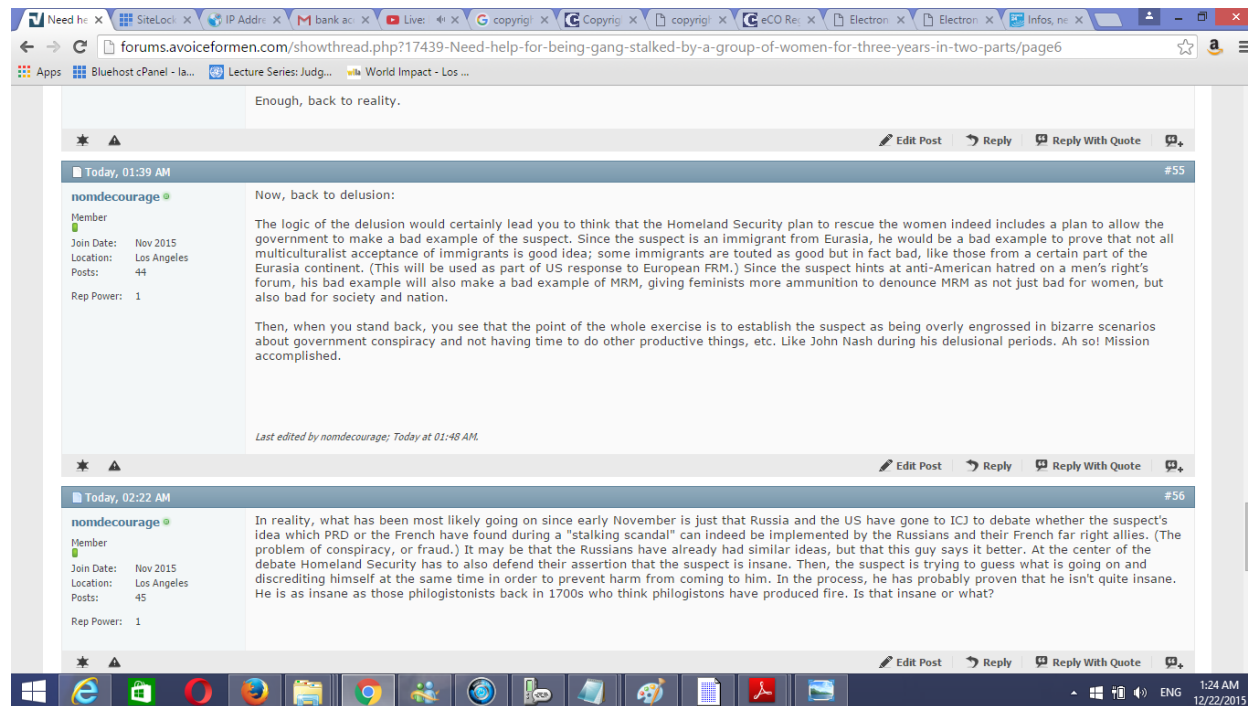 Need he
SiteLock
IP Addre
M bank acc
Live:
copyrigh
Copyrig
copyrigh
eCO Reg
Electron
Electron
Infos, ne
forums.avoiceformen.com/showthread.php?17439-Need-help-for-being-gang-stalked-by-a-group-of-women-for-three-years-in-two-parts/page6
Apps Bluehost cPanel - la... Lecture Series: Judg... World Impact - Los ...
Enough, back to reality.
Edit Post Reply Reply With Quote
Today, 01:39 AM #55
nomdecourage
Member
Join Date: Nov 2015
Location: Los Angeles
Posts: 44
Rep Power: 1
Now, back to delusion:
The logic of the delusion would certainly lead you to think that the Homeland Security plan to rescue the women indeed includes a plan to allow the
government to make a bad example of the suspect. Since the suspect is an immigrant from Eurasia, he would be a bad example to prove that not all
multiculturalist acceptance of immigrants is good idea; some immigrants are touted as good but in fact bad, like those from a certain part of the
Eurasia continent. (This will be used as part of US response to European FRM.) Since the suspect hints at anti-American hatred on a men's right's
forum, his bad example will also make a bad example of MRM, giving feminists more ammunition to denounce MRM as not just bad for women, but
also bad for society and nation.
Then, when you stand back, you see that the point of the whole exercise is to establish the suspect as being overly engrossed in bizarre scenarios
about government conspiracy and not having time to do other productive things, etc. Like John Nash during his delusional periods. Ah so! Mission
accomplished.
Last edited by nomdecourage; Today at 01:48 AM.
Edit Post Reply Reply With Quote
Today, 02:22 AM #56
nomdecourage
Member
Join Date: Nov 2015
Location: Los Angeles
Posts: 45
Rep Power: 1
In reality, what has been most likely going on since early November is just that Russia and the US have gone to ICJ to debate whether the suspect's
idea which PRD or the French have found during a "stalking scandal" can indeed be implemented by the Russians and their French far right allies. (The
problem of conspiracy, or fraud.) It may be that the Russians have already had similar ideas, but that this guy says it better. At the center of the
debate Homeland Security has to also defend their assertion that the suspect is insane. Then, the suspect is trying to guess what is going on and
discrediting himself at the same time in order to prevent harm from coming to him. In the process, he has probably proven that he isn't quite insane.
He is as insane as those philogistonists back in 1700s who think philogistons have produced fire. Is that insane or what?
Edit Post Reply Reply With Quote
ENG
1:24 AM
12/22/2015